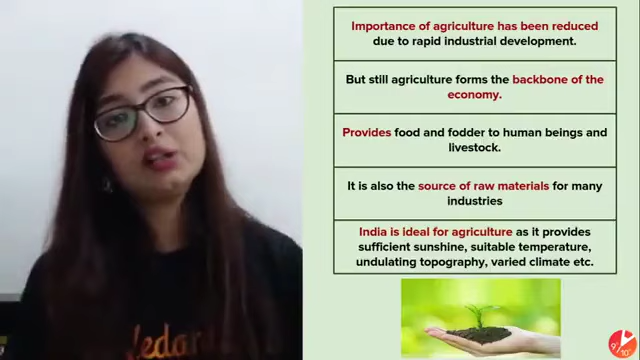 Importance of agriculture has been reduced
due to rapid industrial development.
But still agriculture forms the backbone of the
economy.
Provides food and fodder to human beings and
livestock.
It is also the source of raw materials for many
industries
India is ideal for agriculture as it provides
sufficient sunshine, suitable temperature,
undulating topography, varied climate etc.
9 10